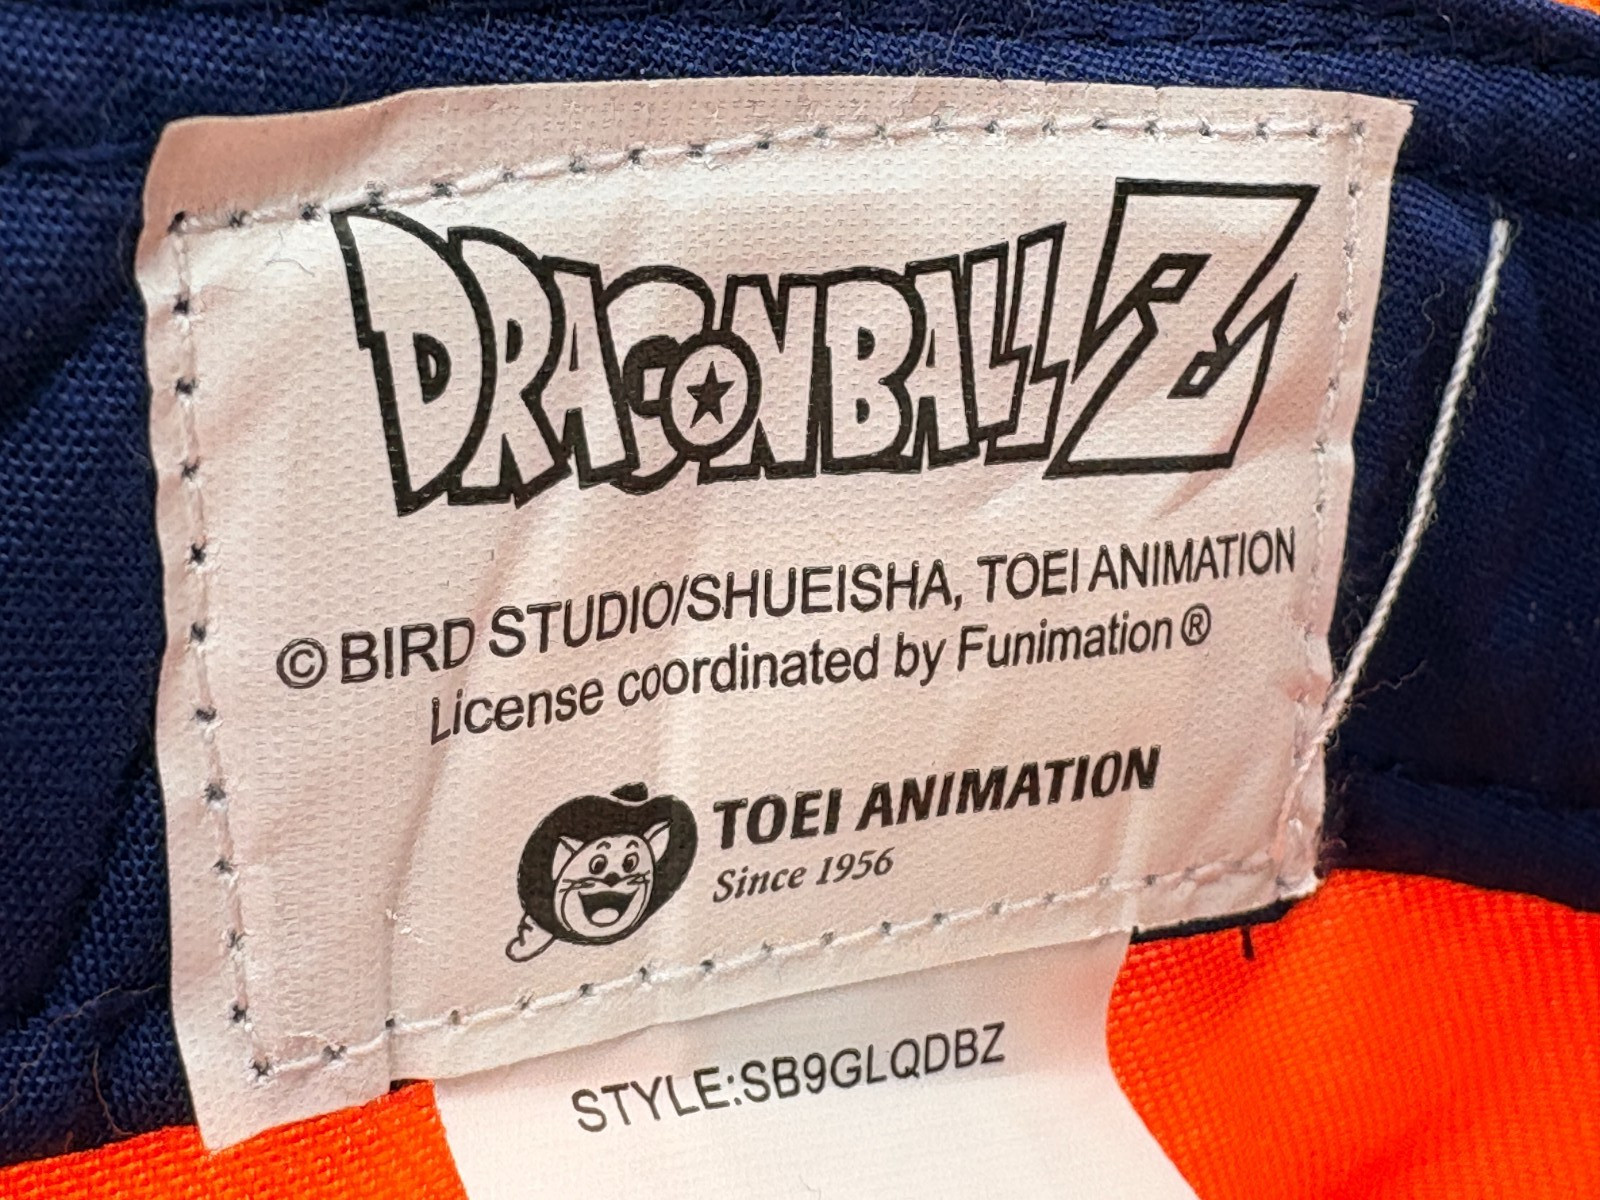 DRAGONBALL Z
© BIRD STUDIO/SHUEISHA, TOEI ANIMATION
License coordinated by Funimation ®
TOEI ANIMATION
Since 1956
STYLE:SB9GLQDBZ